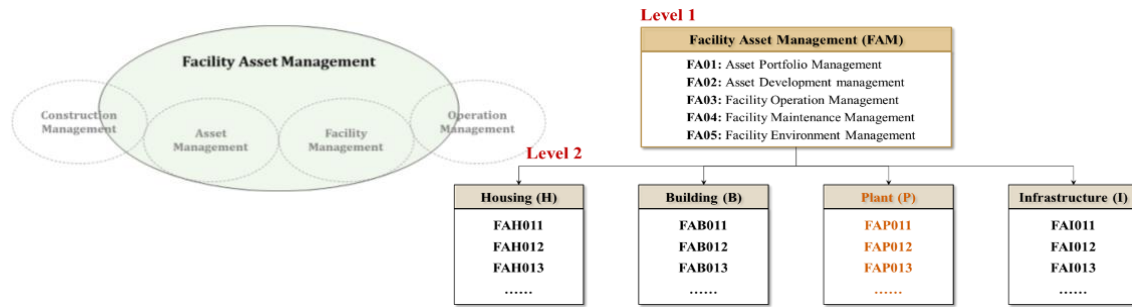 Facility Asset Management
Construction
Management
Asset
Management
Facility
Management
Operation
Management
Level 1
Facility Asset Management (FAM)
FA01: Asset Portfolio Management
FA02: Asset Development management
FA03: Facility Operation Management
FA04: Facility Maintenance Management
FA05: Facility Environment Management
Level 2
Housing (H)
FAH011
FAH012
FAH013
……
Building (B)
FAB011
FAB012
FAB013
……
Plant (P)
FAP011
FAP012
FAP013
……
Infrastructure (I)
FAI011
FAI012
FAI013
……